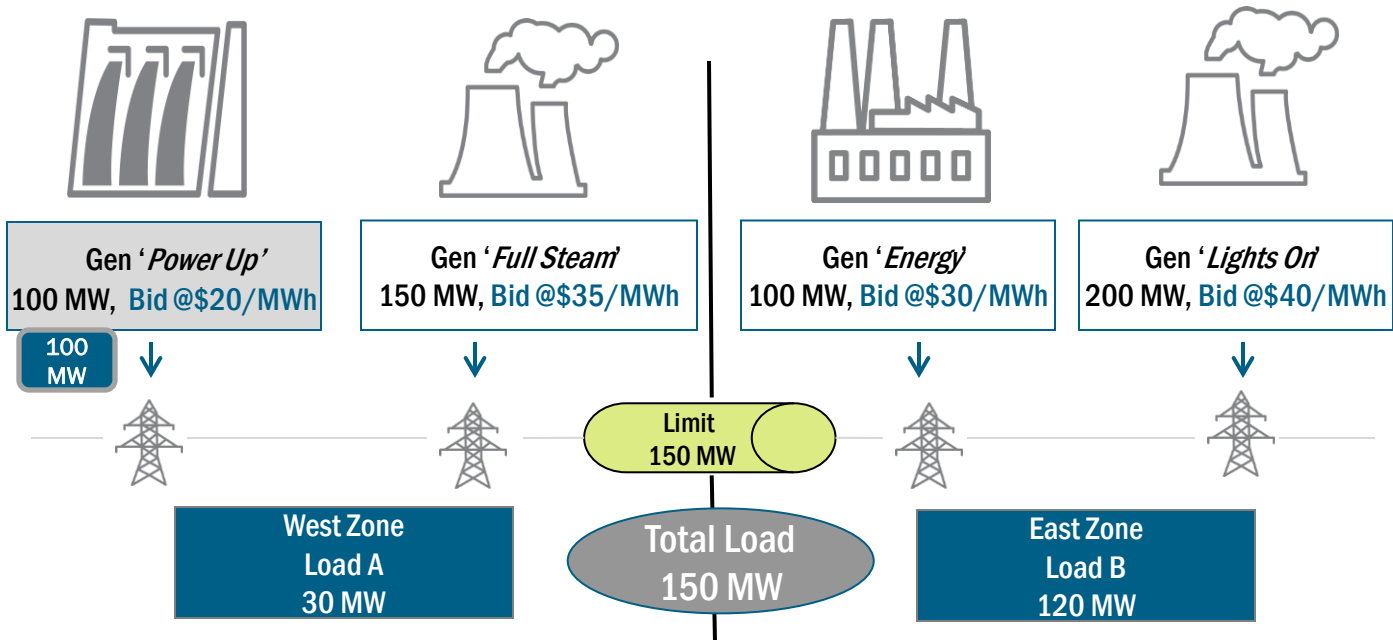 Gen ‘Power Up’
100 MW, Bid @$20/MWh
Gen ‘Full Steam’
150 MW, Bid @$35/MWh
Gen ‘Energy’
100 MW, Bid @$30/MWh
Gen ‘Lights On’
200 MW, Bid @$40/MWh
100
MW
Limit
150 MW
West Zone
Load A
30 MW
Total Load
150 MW
East Zone
Load B
120 MW